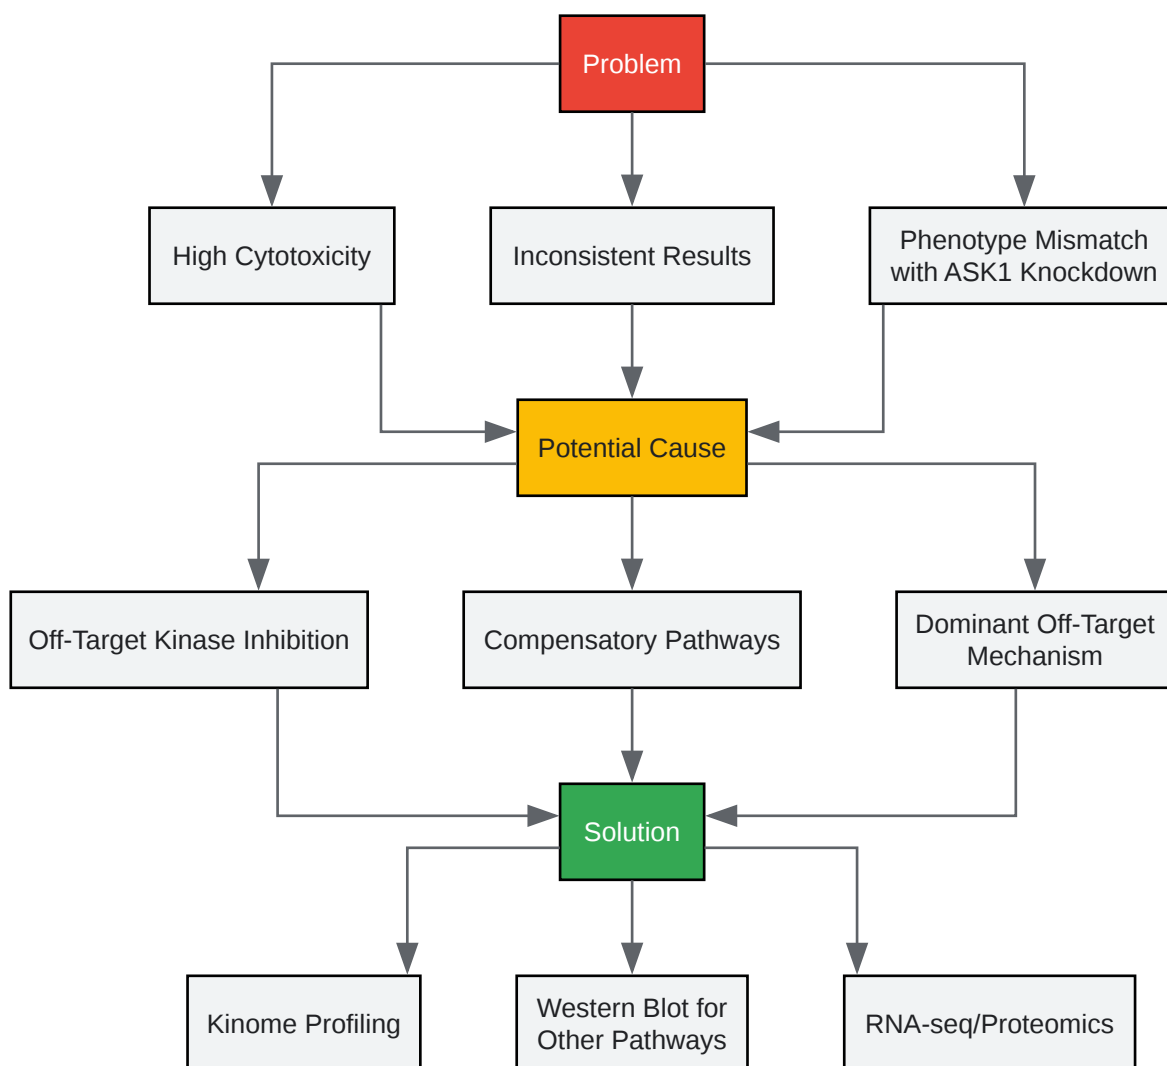 Problem
High Cytotoxicity
Inconsistent Results
Phenotype Mismatch
with ASK1 Knockdown
Potential Cause
Off-Target Kinase Inhibition
Compensatory Pathways
Dominant Off-Target
Mechanism
Solution
Kinome Profiling
Western Blot for
Other Pathways
RNA-seq/Proteomics